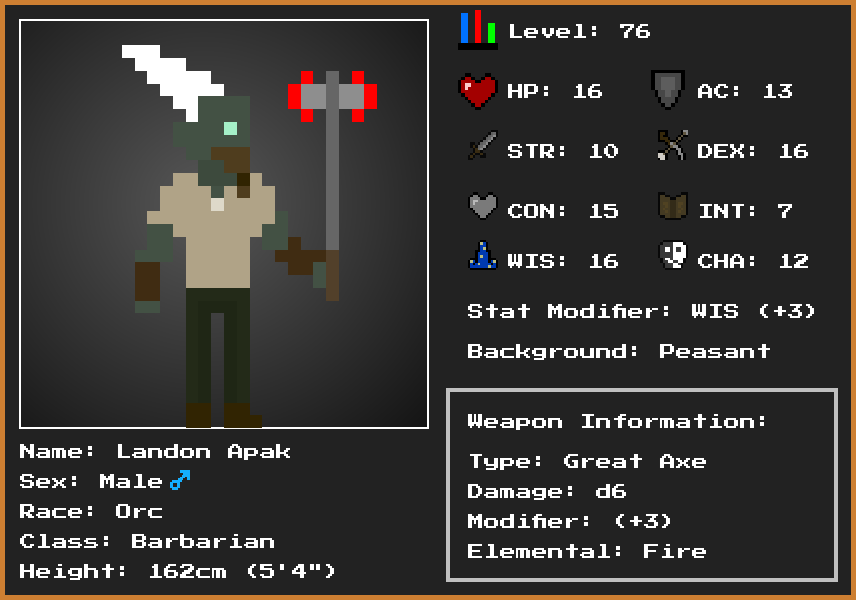 Level: 76
HP: 16 AC: 13
STR: 10 DEX: 16
CON: 15 INT: 7
WIS: 16 CHA: 12
Stat Modifier: WIS (+3)
Background: Peasant
Weapon Information:
Type: Great Axe
Damage: d6
Modifier: (+3)
Elemental: Fire
Name: Landon Apak
Sex: Male ♂
Race: Orc
Class: Barbarian
Height: 162cm (5'4")